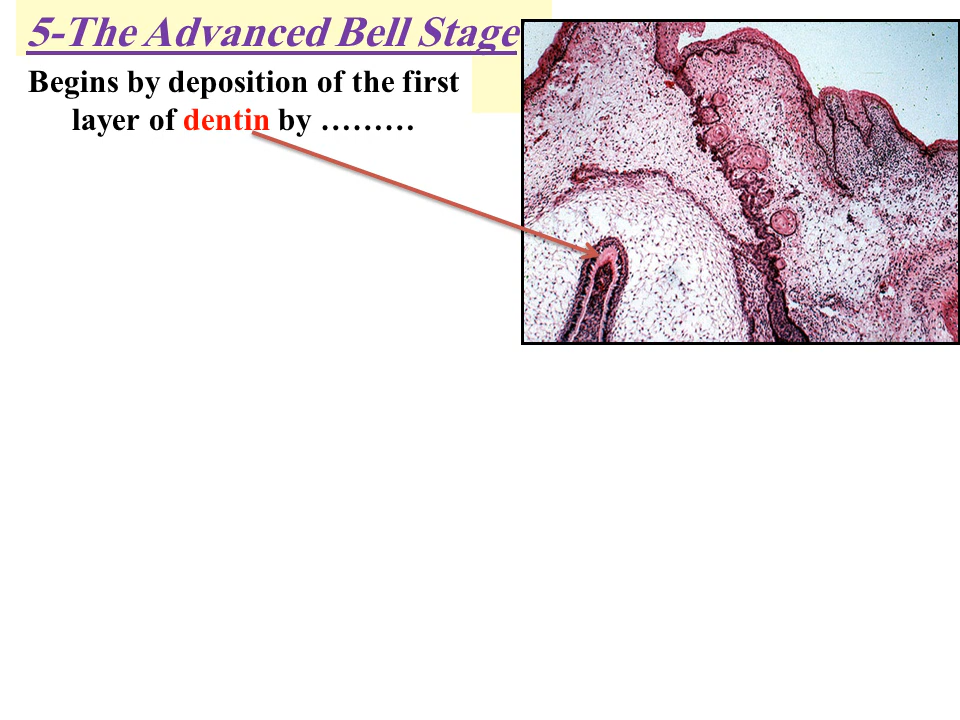 5-The Advanced Bell Stage
Begins by deposition of the first
layer of dentin by ………